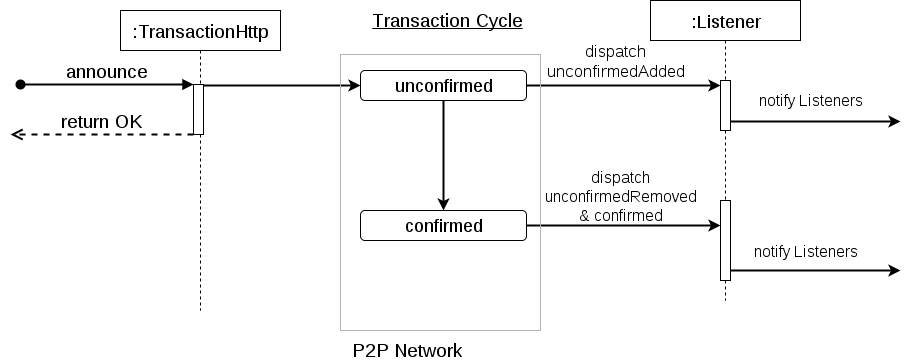 Transaction Cycle
:TransactionHttp
:Listener
announce
return OK
unconfirmed
dispatch
unconfirmedAdded
notify Listeners
confirmed
dispatch
unconfirmedRemoved
& confirmed
notify Listeners
P2P Network